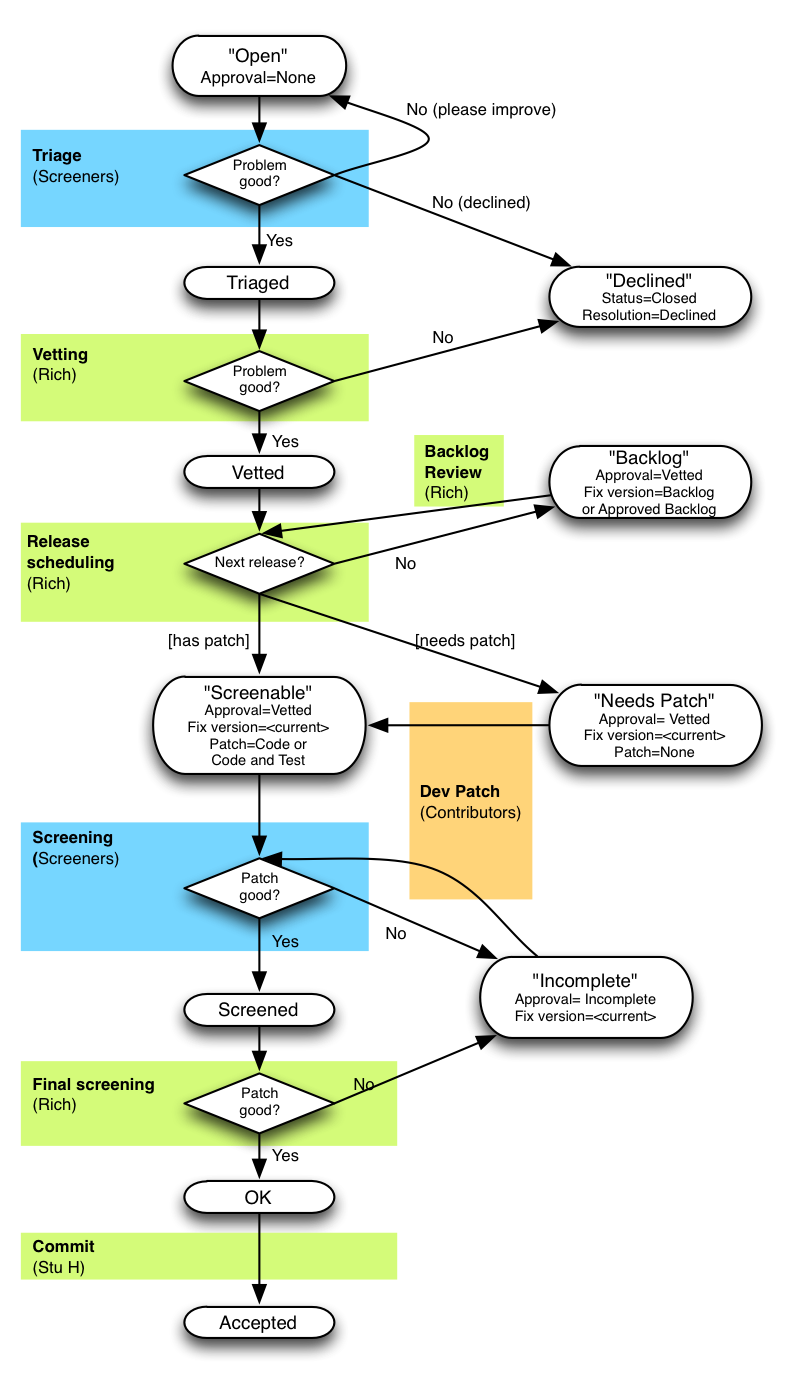 "Open"
Approval=None
No (please improve)
Triage
(Screeners)
Problem
good?
No (declined)
Yes
Triaged
"Declined"
Status=Closed
Resolution=Declined
Vetting
(Rich)
Problem
good?
No
Yes
Vetted
Backlog
Review
(Rich)
"Backlog"
Approval=Vetted
Fix version=Backlog
or Approved Backlog
Release
scheduling
(Rich)
Next release?
No
[has patch]
[needs patch]
"Screenable"
Approval=Vetted
Fix version=<current>
Patch=Code or
Code and Test
"Needs Patch"
Approval= Vetted
Fix version=<current>
Patch=None
Dev Patch
(Contributors)
Screening
(Screeners)
Patch
good?
No
Yes
"Incomplete"
Approval= Incomplete
Fix version=<current>
Screened
Final screening
(Rich)
Patch
good?
No
Yes
OK
Commit
(Stu H)
Accepted